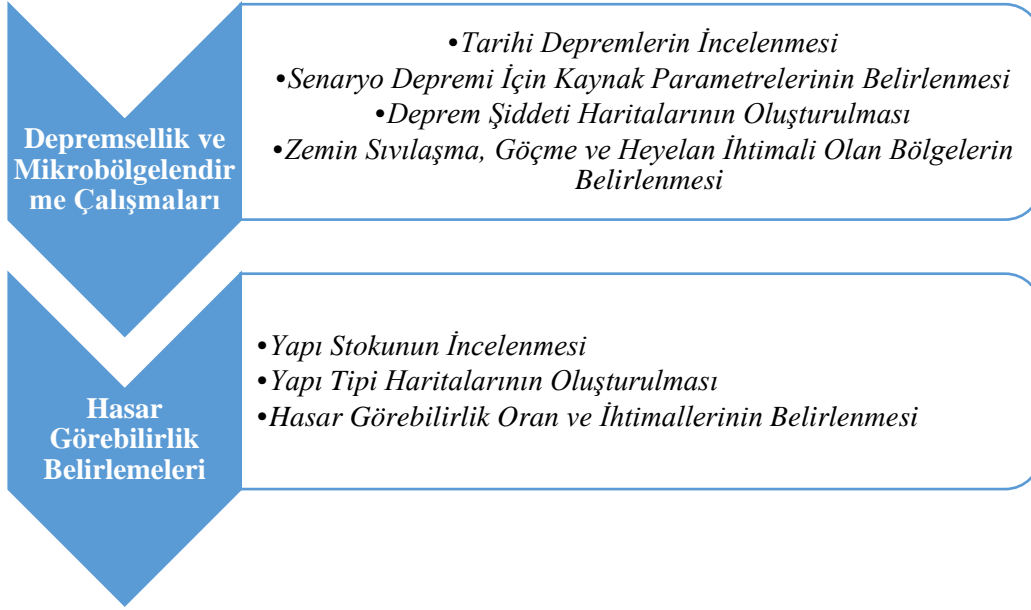 Depremsellik ve
Mikrobölgelendir
me Çalışmaları
•Tarihi Depremlerin İncelenmesi
•Senaryo Depremi İçin Kaynak Parametrelerinin Belirlenmesi
•Deprem Şiddeti Haritalarının Oluşturulması
•Zemin Sıvılaşma, Göçme ve Heyelan İhtimali Olan Bölgelerin
Belirlenmesi
Hasar
Görebilirlik
Belirlemeleri
•Yapı Stokunun İncelenmesi
•Yapı Tipi Haritalarının Oluşturulması
•Hasar Görebilirlik Oran ve İhtimallerinin Belirlenmesi